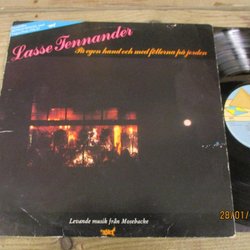 Lasse Tennander
På egen hand och med fötterna på jorden
Levande musik från Mosebacke
28/01/